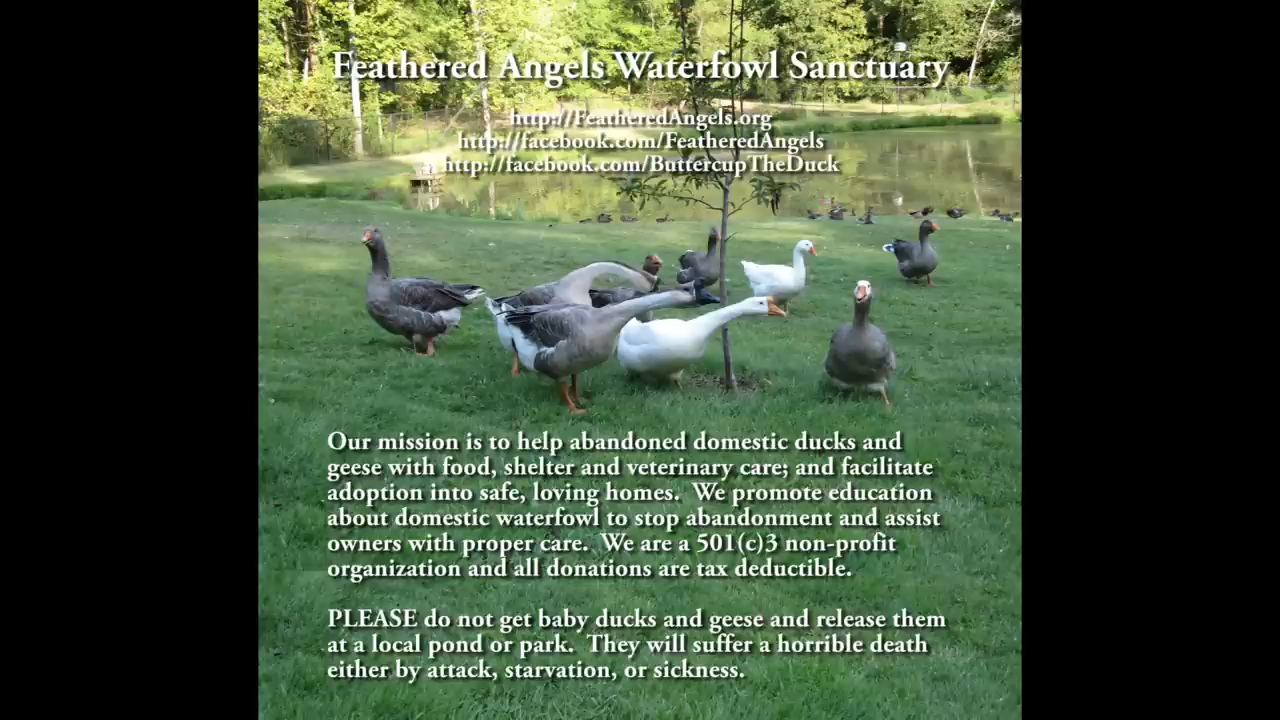 Feathered Angels Waterfowl Sanctuary
http://FeatheredAngels.org
http://facebook.com/FeatheredAngels
http://facebook.com/ButtercupTheDuck
Our mission is to help abandoned domestic ducks and
geese with food, shelter and veterinary care; and facilitate
adoption into safe, loving homes.  We promote education
about domestic waterfowl to stop abandonment and assist
owners with proper care.  We are a 501(c)3 non-profit
organization and all donations are tax deductible.
PLEASE do not get baby ducks and geese and release them
at a local pond or park.  They will suffer a horrible death
either by attack, starvation, or sickness.